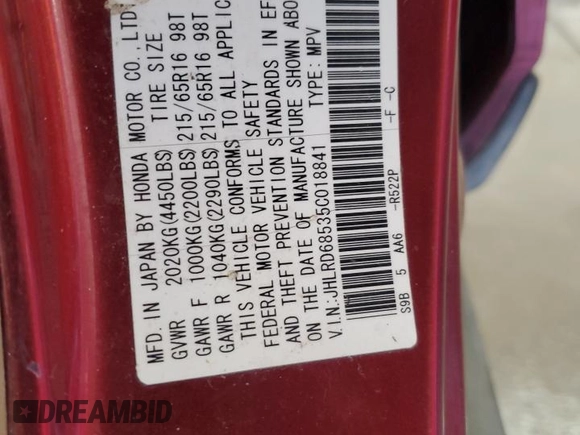 MFD. IN JAPAN BY HONDA MOTOR CO., LTD
TIRE SIZE
GVWR 2020KG(4450LBS)
GAWR F 1000KG(2200LBS) 215/65R16 98T
GAWR R 1040KG(2290LBS) 215/65R16 98T
THIS VEHICLE CONFORMS TO ALL APPLIC
FEDERAL MOTOR VEHICLE SAFETY
AND THEFT PREVENTION STANDARDS IN EF
ON THE DATE OF MANUFACTURE SHOWN ABO
V.I.N.:JHLRD68535C018841 TYPE: MPV
S9B 5 AA6 -R522P -F -C
DREAMBID